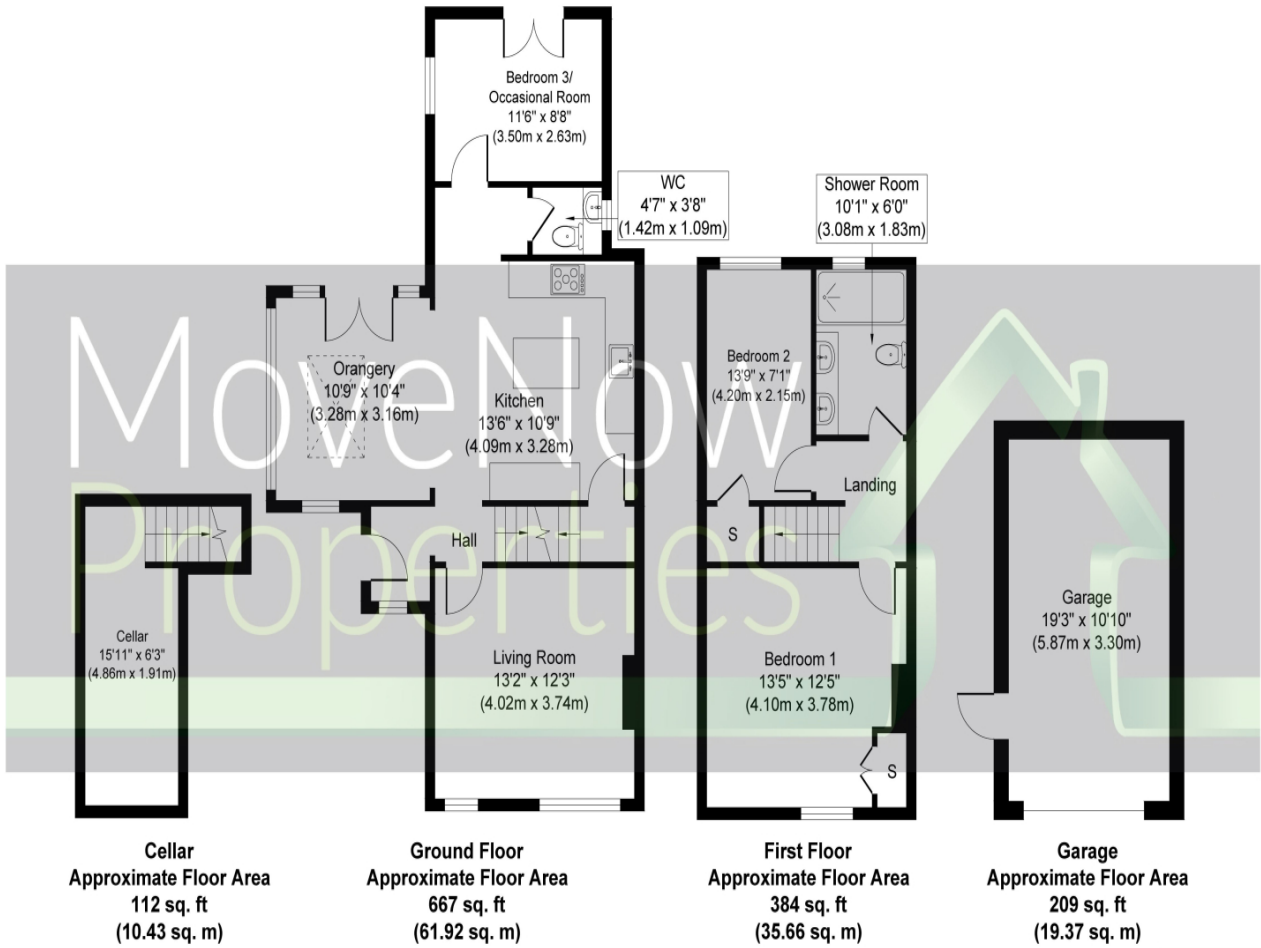 Bedroom 3/
Occasional Room
11'6" x 8'8"
(3.50m x 2.63m)
WC
4'7" x 3'8"
(1.42m x 1.09m)
Shower Room
10'1" x 6'0"
(3.08m x 1.83m)
MoveNow
Properties
Orangery
10'9" x 10'4"
(3.28m x 3.16m)
Kitchen
13'6" x 10'9"
(4.09m x 3.28m)
Bedroom 2
13'9" x 7'1"
(4.20m x 2.15m)
Landing
Hall
S
Cellar
15'11" x 6'3"
(4.86m x 1.91m)
Living Room
13'2" x 12'3"
(4.02m x 3.74m)
Bedroom 1
13'5" x 12'5"
(4.10m x 3.78m)
S
Garage
19'3" x 10'10"
(5.87m x 3.30m)
Cellar
Approximate Floor Area
112 sq. ft
(10.43 sq. m)
Ground Floor
Approximate Floor Area
667 sq. ft
(61.92 sq. m)
First Floor
Approximate Floor Area
384 sq. ft
(35.66 sq. m)
Garage
Approximate Floor Area
209 sq. ft
(19.37 sq. m)